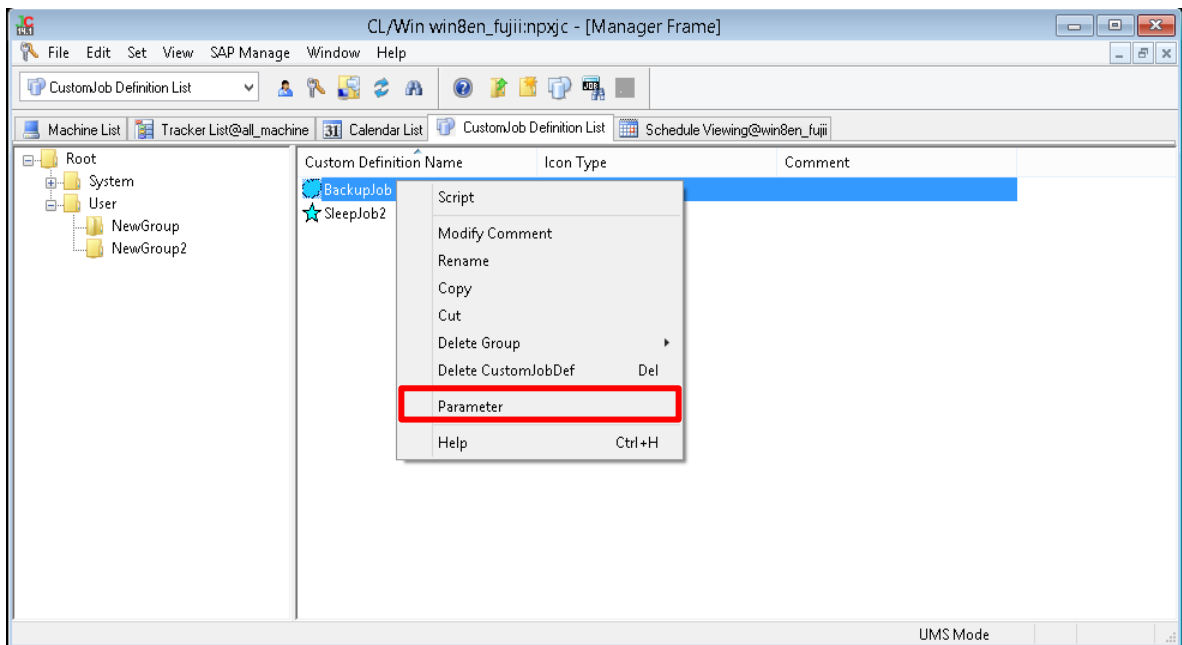 CL/Win win8en_fujii:npxjc - [Manager Frame]
File Edit Set View SAP Manage Window Help
CustomJob Definition List
Machine List Tracker List@all_machine 31 Calendar List CustomJob Definition List Schedule Viewing@win8en_fujii
Root
System
User
NewGroup
NewGroup2
Custom Definition Name Icon Type Comment
BackupJob
SleepJob2
Script
Modify Comment
Rename
Copy
Cut
Delete Group
Delete CustomJobDef Del
Parameter
Help Ctrl+H
UMS Mode